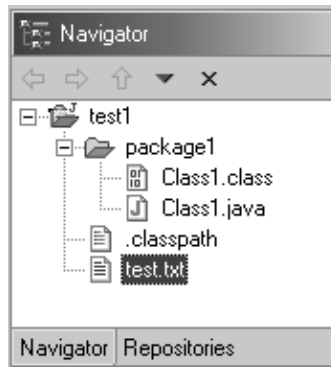 Navigator
test1
package1
Class1.class
Class1.java
.classpath
test.txt
Navigator Repositories